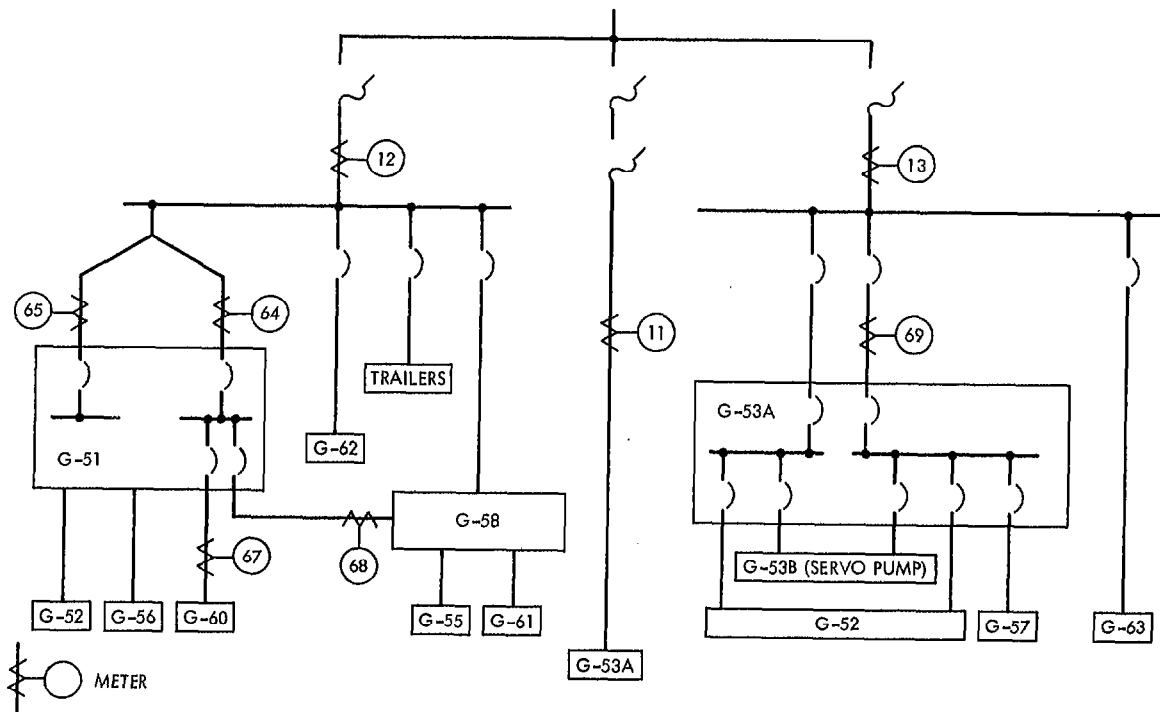 12
13
65
64
11
69
TRAILERS
G-53A
G-51
G-62
G-58
67
68
G-53B (SERVO PUMP)
G-52
G-56
G-60
G-55
G-61
G-52
G-57
G-63
G-53A
METER